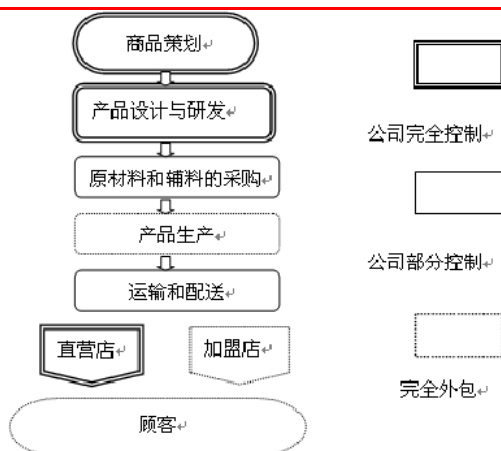 商品策划
产品设计与研发
原材料和辅料的采购
产品生产
运输和配送
直营店
加盟店
顾客
公司完全控制
公司部分控制
完全外包